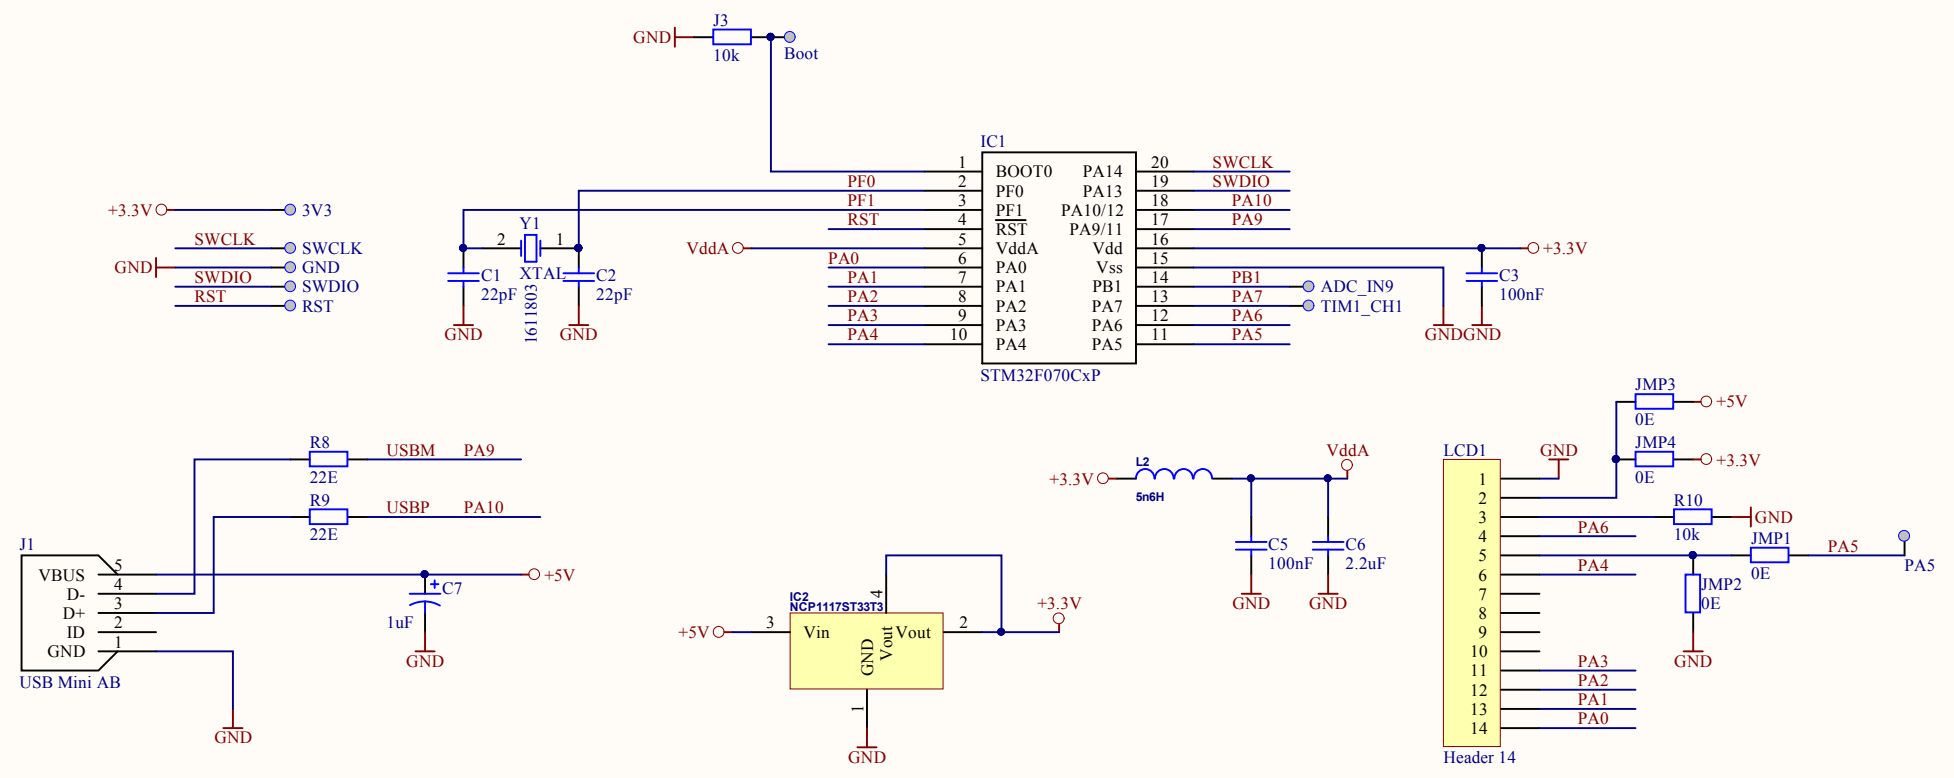 J3
GND
10k
Boot
IC1
1 BOOT0 PA14 20 SWCLK
PF0 2 PF0 PA13 19 SWDIO
PF1 3 PF1 PA10/12 18 PA10
RST 4 RST PA9/11 17 PA9
VddA 5 VddA Vdd 16 +3.3V
PA0 6 PA0 Vss 15
PA1 7 PA1 PB1 14 PB1 ADC_IN9
PA2 8 PA2 PA7 13 PA7 TIM1_CH1
PA3 9 PA3 PA6 12 PA6
PA4 10 PA4 PA5 11 PA5
STM32F070CxP
C3
100nF
GND GND
+3.3V 3V3
SWCLK SWCLK
GND GND
SWDIO SWDIO
RST RST
Y1
2 1
XTAL
1611803
C1
22pF
C2
22pF
GND GND
R8
22E
USBM PA9
R9
22E
USBP PA10
J1
VBUS 5
D- 4
D+ 3
ID 2
GND 1
USB Mini AB
+5V
+ C7
1uF
GND
GND
IC2
NCP1117ST33T3
4
+5V 3 Vin Vout 2 +3.3V
GND
Vout
1
GND
+3.3V
L2
5n6H
VddA
C5
100nF
C6
2.2uF
GND GND
JMP3
+5V
0E
JMP4
+3.3V
0E
LCD1
1 GND
2
3
R10
10k
GND
4 PA6
5
JMP1
0E
PA5
PA5
JMP2
0E
GND
6 PA4
7
8
9
10
11 PA3
12 PA2
13 PA1
14 PA0
Header 14